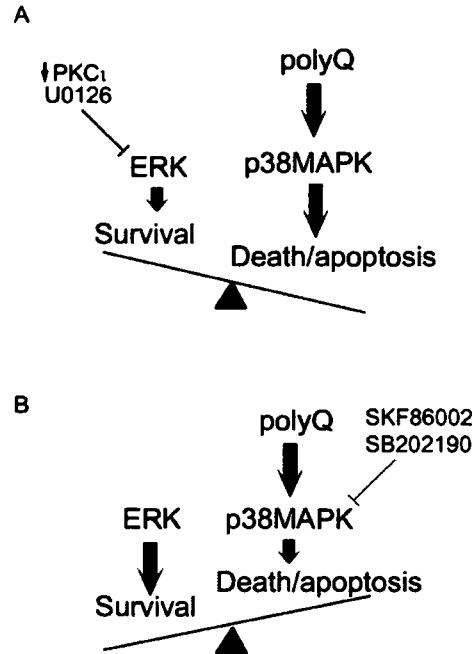 A
polyQ
PKCι
U0126
ERK
p38MAPK
Survival
Death/apoptosis
B
polyQ
SKF86002
SB202190
ERK
p38MAPK
Death/apoptosis
Survival